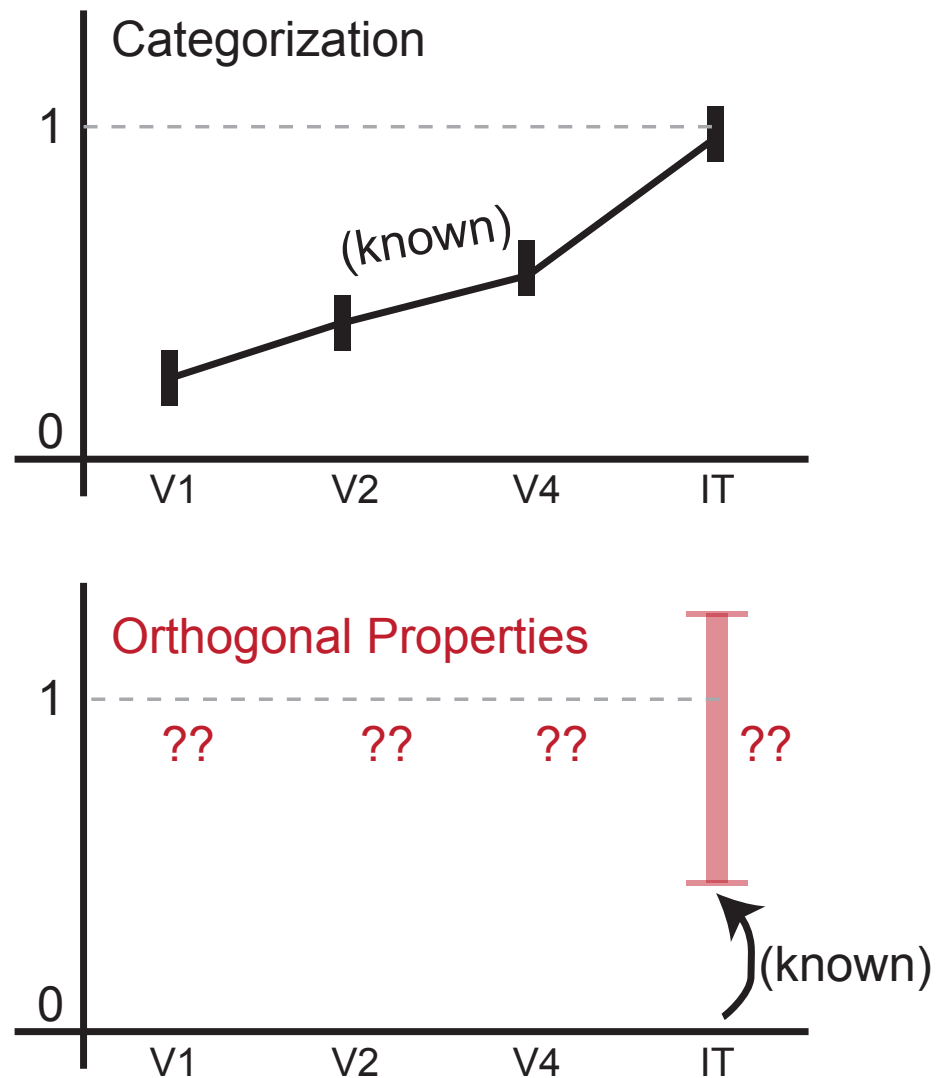 Categorization
1
(known)
0
V1 V2 V4 IT
Orthogonal Properties
1
?? ?? ?? ??
(known)
0
V1 V2 V4 IT